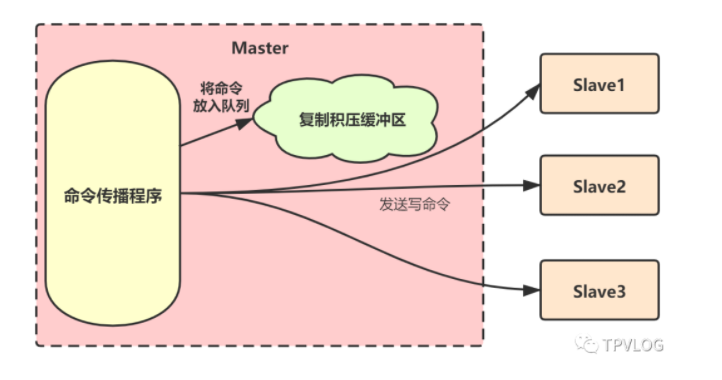 Master
将命令
放入队列
复制积压缓冲区
命令传播程序
发送写命令
Slave1
Slave2
Slave3
TPVLOG